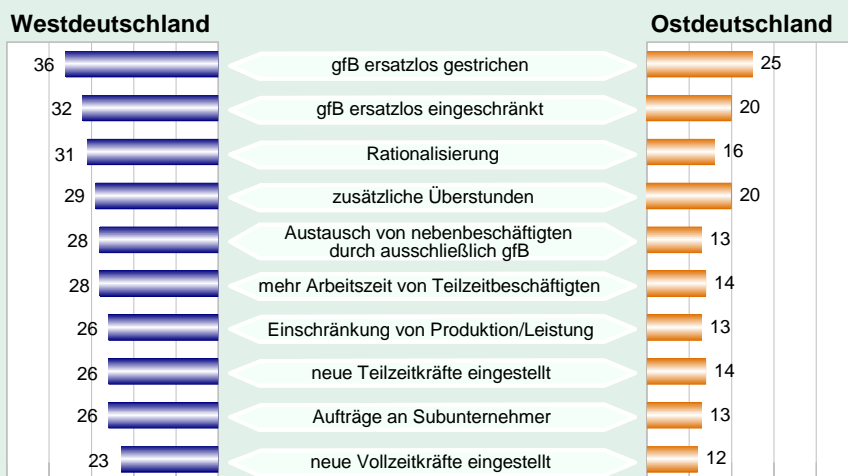 Westdeutschland Ostdeutschland
36 gfB ersatzlos gestrichen 25
32 gfB ersatzlos eingeschränkt 20
31 Rationalisierung 16
29 zusätzliche Überstunden 20
28 Austausch von nebenbeschäftigten 13
durch ausschließlich gfB
28 mehr Arbeitszeit von Teilzeitbeschäftigten 14
26 Einschränkung von Produktion/Leistung 13
26 neue Teilzeitkräfte eingestellt 14
26 Aufträge an Subunternehmer 13
23 neue Vollzeitkräfte eingestellt 12